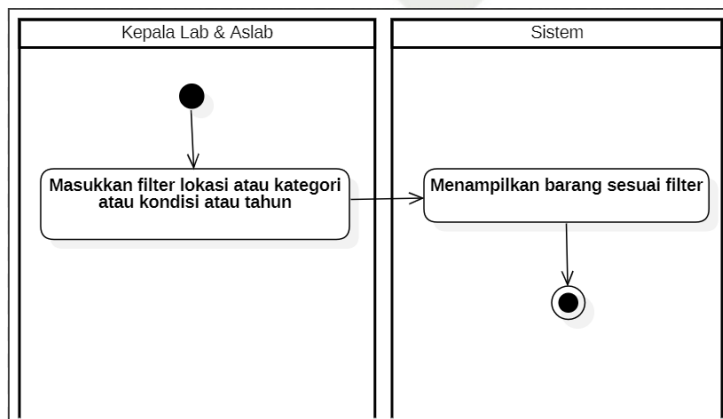 Kepala Lab & Aslab
Sistem
Masukkan filter lokasi atau kategori
atau kondisi atau tahun
Menampilkan barang sesuai filter